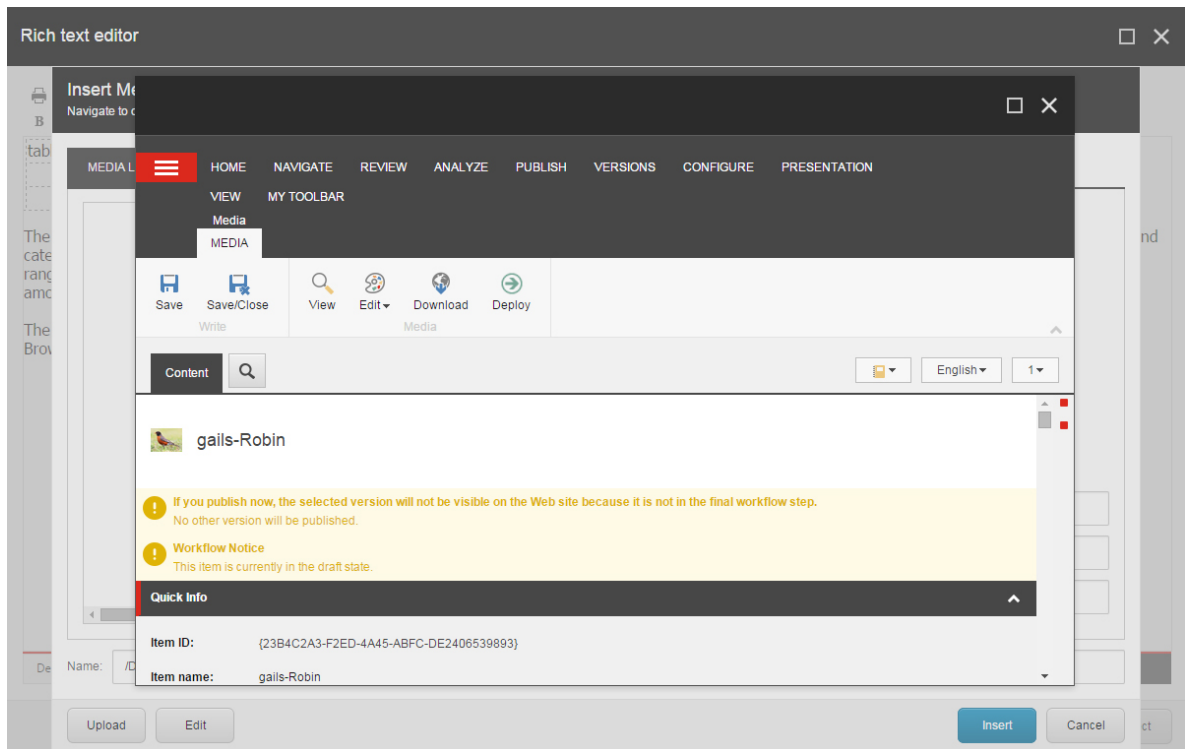 Rich text editor
Insert Me
Navigate to c
B
tab
MEDIA L
HOME NAVIGATE REVIEW ANALYZE PUBLISH VERSIONS CONFIGURE PRESENTATION
VIEW MY TOOLBAR
Media
MEDIA
The
nd
cate
rang
amo
Save Save/Close View Edit Download Deploy
Write Media
The
Brow
Content English 1
gails-Robin
If you publish now, the selected version will not be visible on the Web site because it is not in the final workflow step.
No other version will be published.
Workflow Notice
This item is currently in the draft state.
Quick Info
Item ID: {23B4C2A3-F2ED-4A45-ABFC-DE2406539893}
De Name: /D
Item name: gails-Robin
Upload Edit Insert Cancel ct